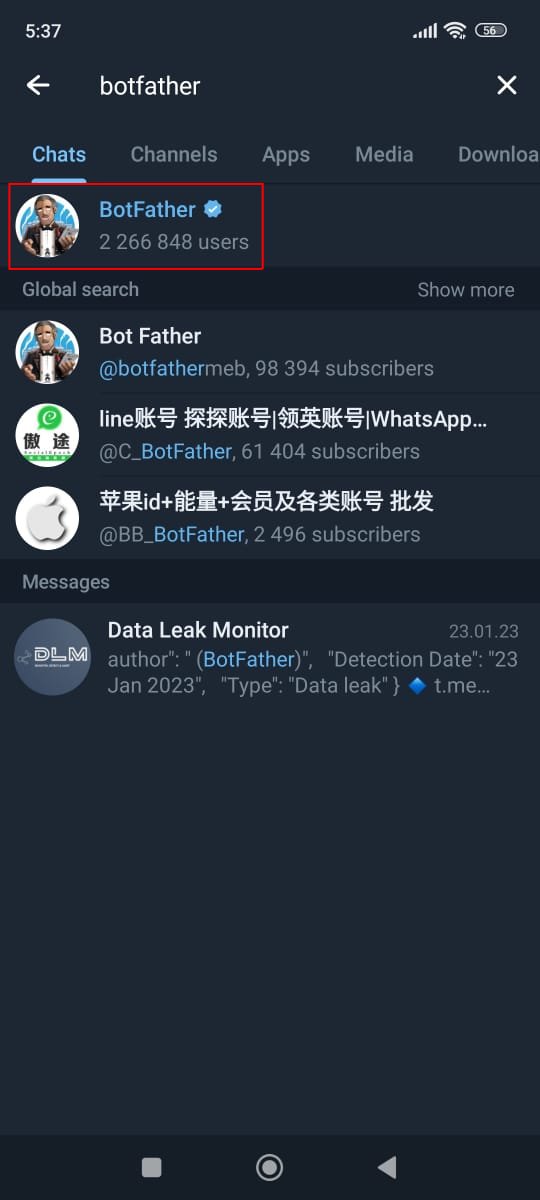 5:37
56
botfather
Chats Channels Apps Media Downloa
BotFather
2 266 848 users
Global search Show more
Bot Father
@botfathermeb, 98 394 subscribers
line账号 探探账号|领英账号|WhatsApp...
@C_BotFather, 61 404 subscribers
傲 途
苹果id+能量+会员及各类账号 批发
@BB_BotFather, 2 496 subscribers
Messages
Data Leak Monitor 23.01.23
DLM
author": " (BotFather)", "Detection Date": "23
Jan 2023", "Type": "Data leak" } 🔷 t.me...